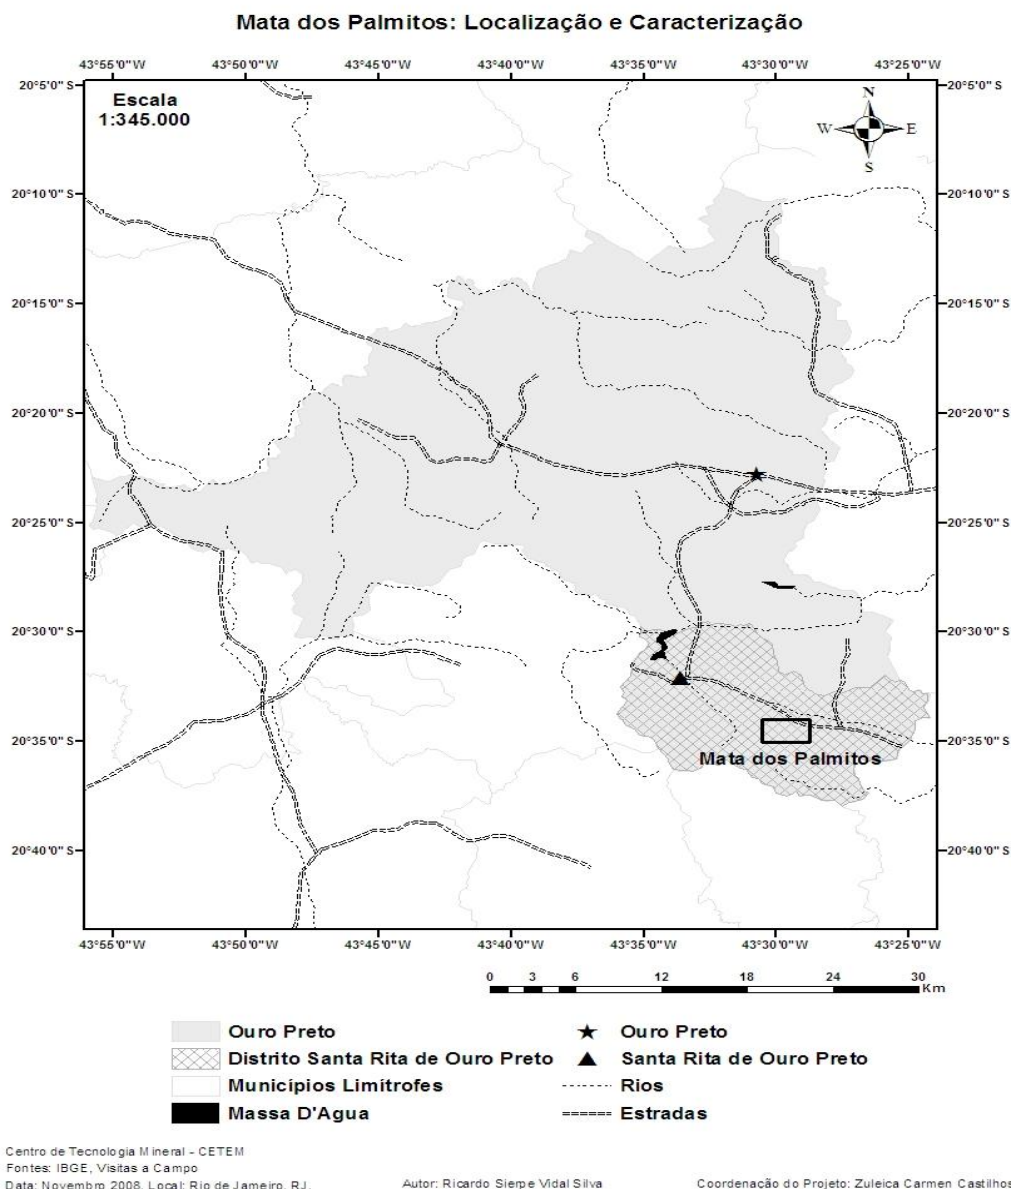 Mata dos Palmitos: Localização e Caracterização
43°55'0"W 43°50'0"W 43°45'0"W 43°40'0"W 43°35'0"W 43°30'0"W 43°25'0"W
20°5'0" S 20°5'0" S
Escala
1:345.000
N
W E
S
20°10'0" S 20°10'0" S
20°15'0" S 20°15'0" S
20°20'0" S 20°20'0" S
20°25'0" S 20°25'0" S
20°30'0" S 20°30'0" S
20°35'0" S 20°35'0" S
Mata dos Palmitos
20°40'0" S 20°40'0" S
43°55'0"W 43°50'0"W 43°45'0"W 43°40'0"W 43°35'0"W 43°30'0"W 43°25'0"W
0 3 6 12 18 24 30
Km
Ouro Preto Ouro Preto
Distrito Santa Rita de Ouro Preto Santa Rita de Ouro Preto
Municípios Limítrofes Rios
Massa D'Agua Estradas
Centro de Tecnologia Mineral - CETEM
Fontes: IBGE, Visitas a Campo
Data: Novembro 2008. Local: Rio de Jameiro, RJ. Autor: Ricardo Sierpe Vidal Silva Coordenação do Projeto: Zuleica Carmen Castilhos